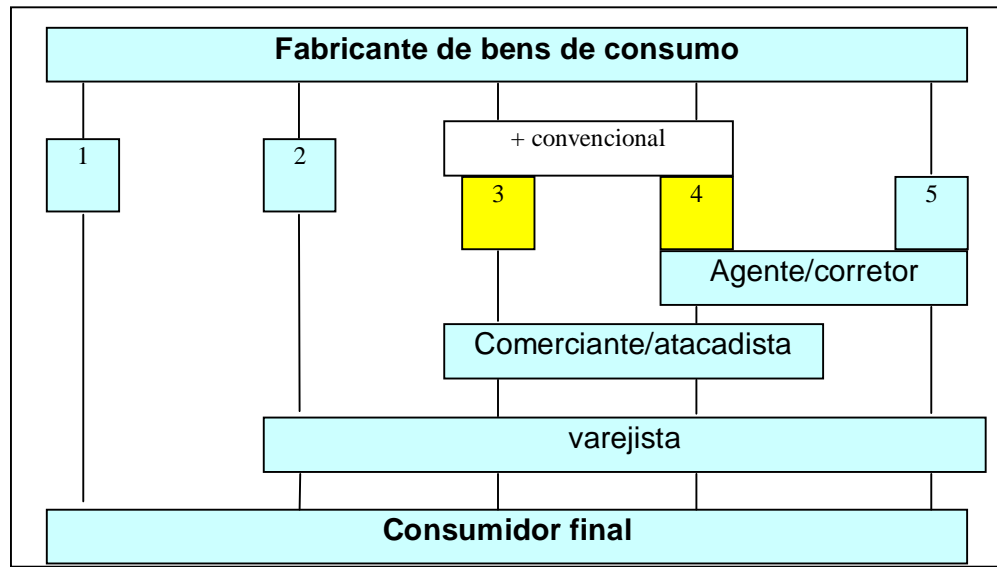 Fabricante de bens de consumo
+ convencional
1
2
3
4
5
Agente/corretor
Comerciante/atacadista
varejista
Consumidor final